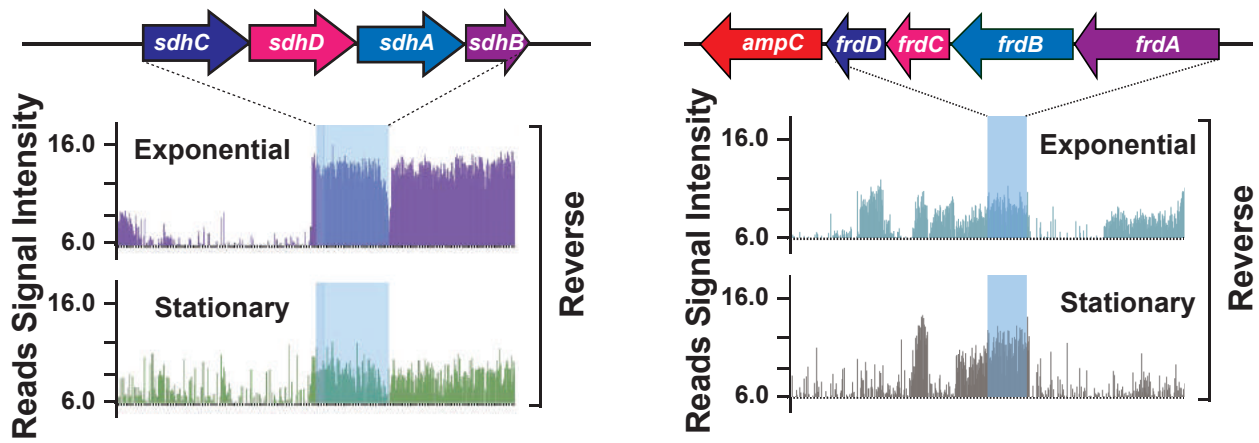 sdhC sdhD sdhA sdhB
Reads Signal Intensity
16.0
Exponential
6.0
16.0
Stationary
6.0
Reverse
ampC frdD frdC frdB frdA
Reads Signal Intensity
16.0
Exponential
6.0
16.0
Stationary
6.0
Reverse